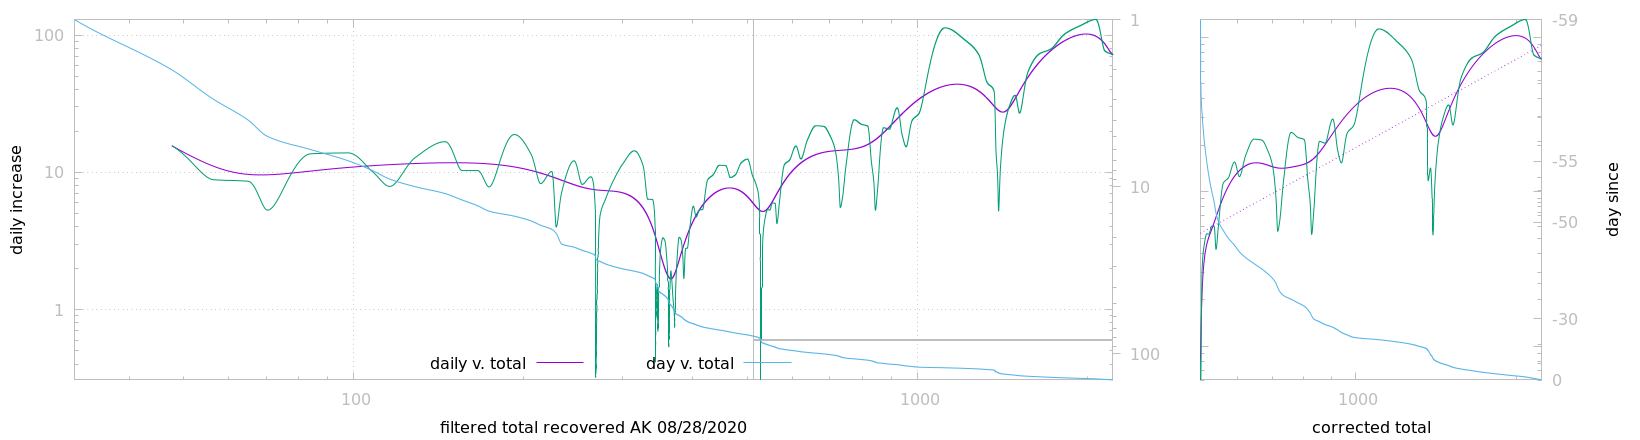 100
10
1
daily increase
daily v. total
day v. total
100
1000
filtered total recovered AK 08/28/2020
1
10
100
1000
corrected total
-59
-55
-50
-30
0
day since